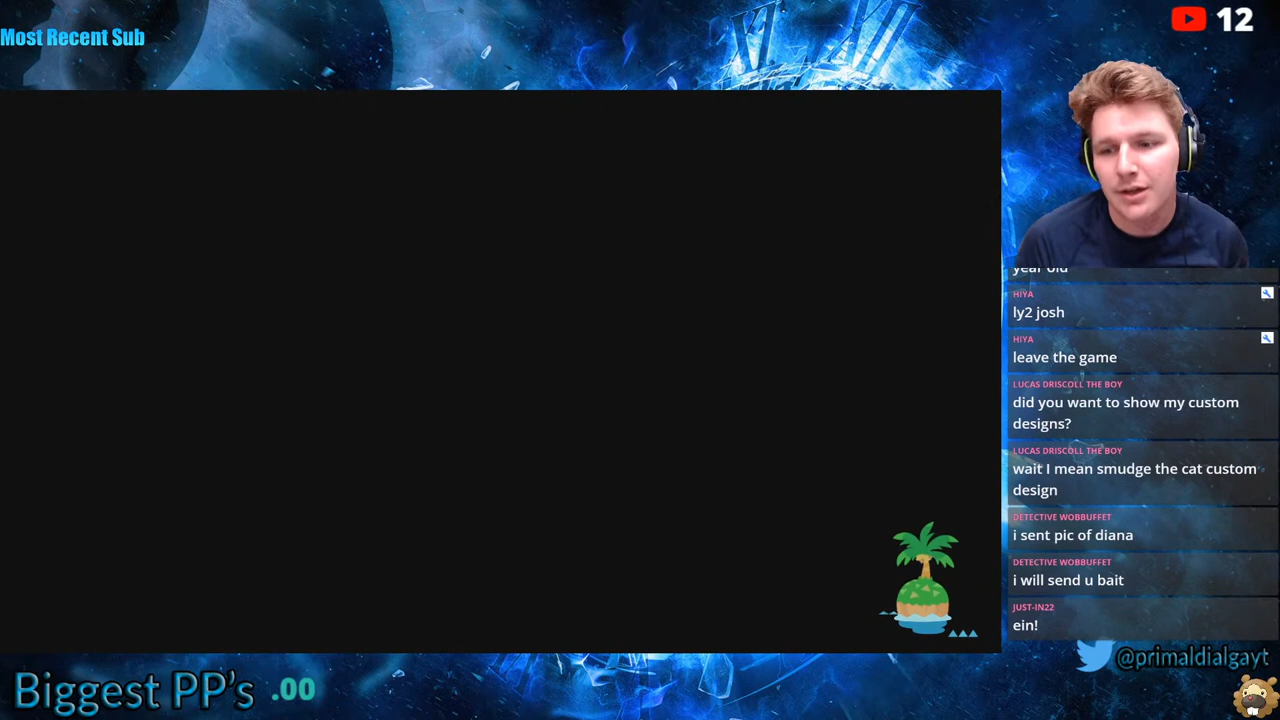 Most Recent Sub
12
year old
HIYA
ly2 josh
HIYA
leave the game
LUCAS DRISCOLL THE BOY
did you want to show my custom
designs?
LUCAS DRISCOLL THE BOY
wait I mean smudge the cat custom
design
DETECTIVE WOBBUFFET
i sent pic of diana
DETECTIVE WOBBUFFET
i will send u bait
JUST-IN22
ein!
@primaldialgayt
Biggest PP's .00